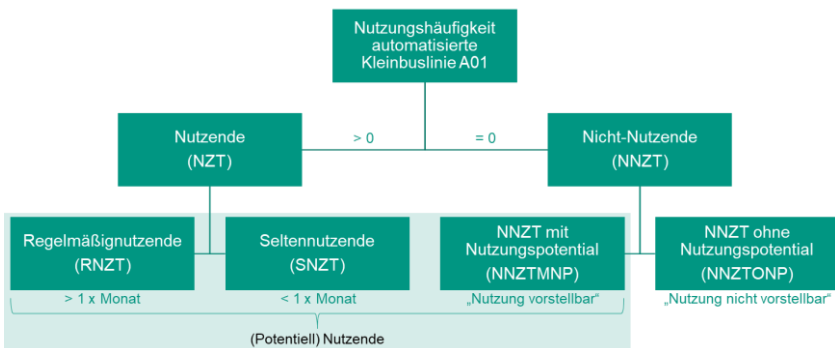 Nutzungshäufigkeit
automatisierte
Kleinbuslinie A01
Nutzende
(NZT)
> 0
= 0
Nicht-Nutzende
(NNZT)
Regelmäßignutzende
(RNZT)
Seltennutzende
(SNZT)
NNZT mit
Nutzungspotential
(NNZTMNP)
NNZT ohne
Nutzungspotential
(NNZTONP)
> 1 x Monat
< 1 x Monat
„Nutzung vorstellbar“
„Nutzung nicht vorstellbar“
(Potentiell) Nutzende